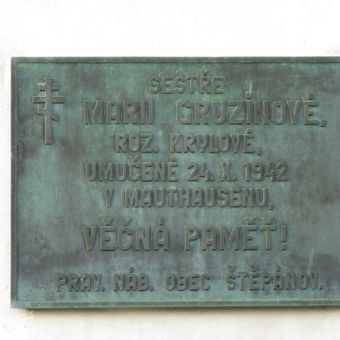 SESTŘE
MARII GRUZÍNOVÉ,
ROZ. KRYLOVÉ,
UMUČENÉ 24. X. 1942
V MAUTHAUSENU,
VĚČNÁ PAMĚŤ!
PRAV. NÁB. OBEC ŠTĚPÁNOV.